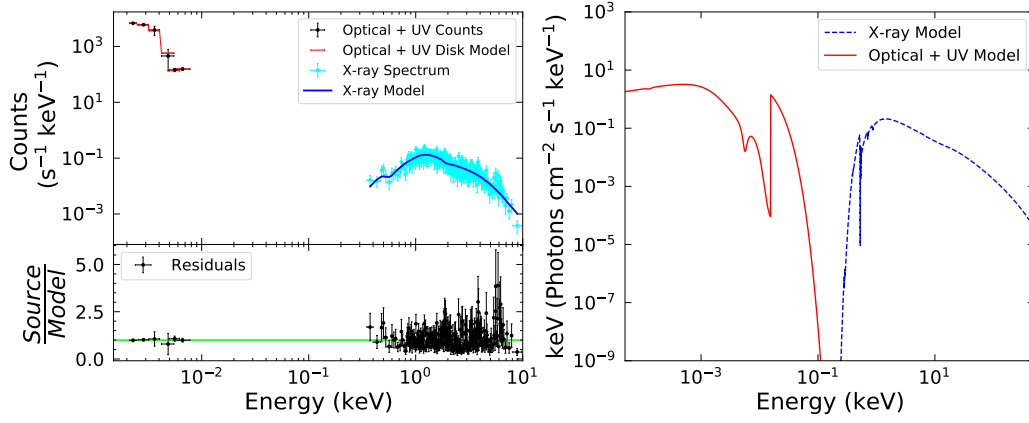 10^3
10^1
10^-1
10^-3
Counts
(s^-1 keV^-1)
Optical + UV Counts
Optical + UV Disk Model
X-ray Spectrum
X-ray Model
5.0
2.5
0.0
Source
Model
Residuals
10^-2
10^-1
10^0
10^1
Energy (keV)
10^3
10^1
10^-1
10^-3
10^-5
10^-7
10^-9
keV (Photons cm^-2 s^-1 keV^-1)
X-ray Model
Optical + UV Model
10^-3
10^-1
10^1
Energy (keV)